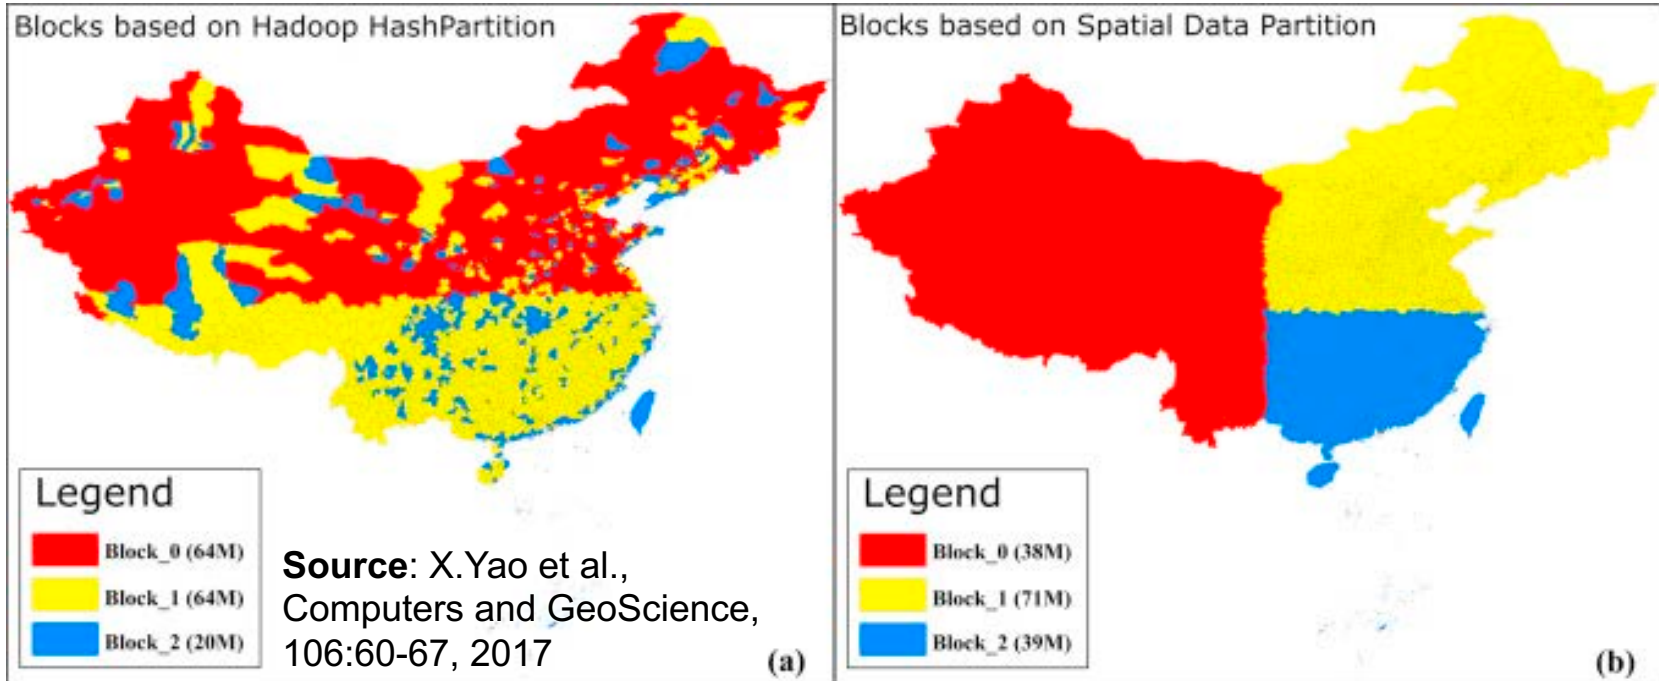 Blocks based on Hadoop HashPartition
Legend
Block_0 (64M)
Block_1 (64M)
Block_2 (20M)
Source: X.Yao et al.,
Computers and GeoScience,
106:60-67, 2017
(a)
Blocks based on Spatial Data Partition
Legend
Block_0 (38M)
Block_1 (71M)
Block_2 (39M)
(b)